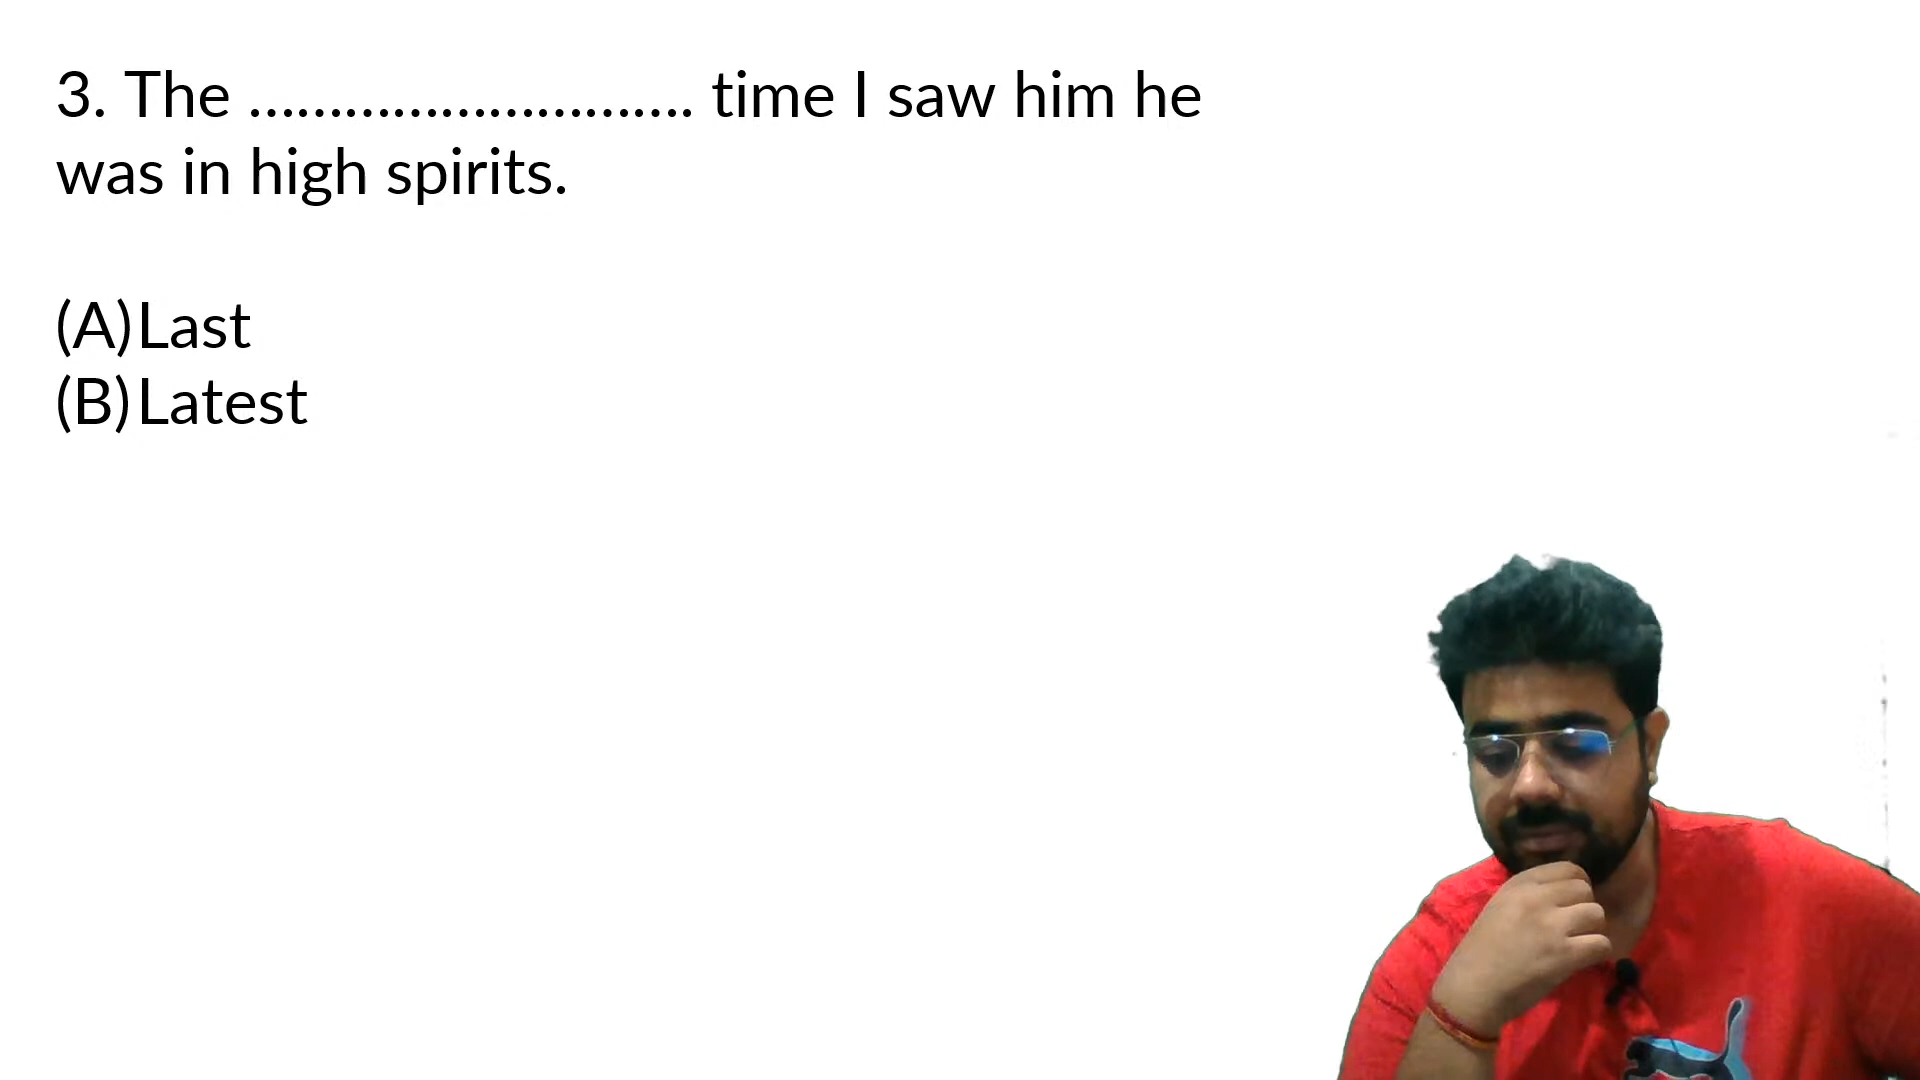 3. The ............................ time I saw him he
was in high spirits.
(A)Last
(B)Latest